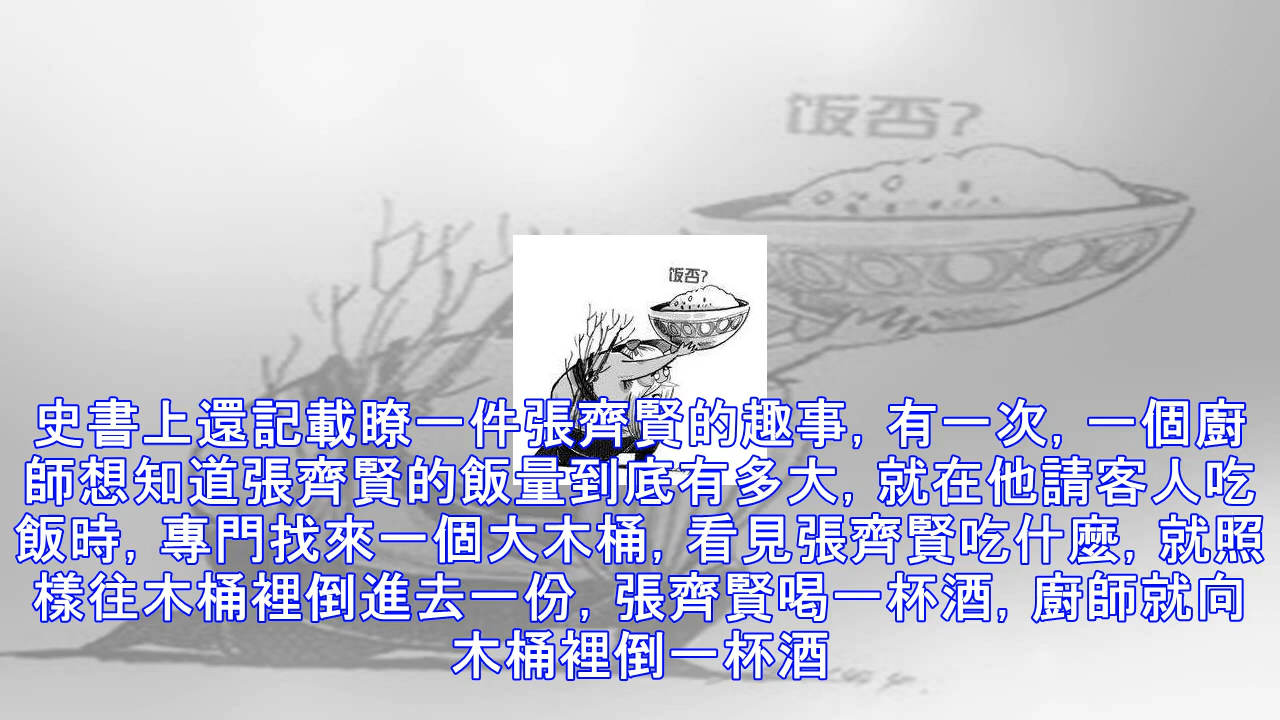 饭否?
饭否?
史書上還記載瞭一件張齊賢的趣事, 有一次, 一個廚
師想知道張齊賢的飯量到底有多大, 就在他請客人吃
飯時, 專門找來一個大木桶, 看見張齊賢吃什麼, 就照
樣往木桶裡倒進去一份, 張齊賢喝一杯酒, 廚師就向
木桶裡倒一杯酒